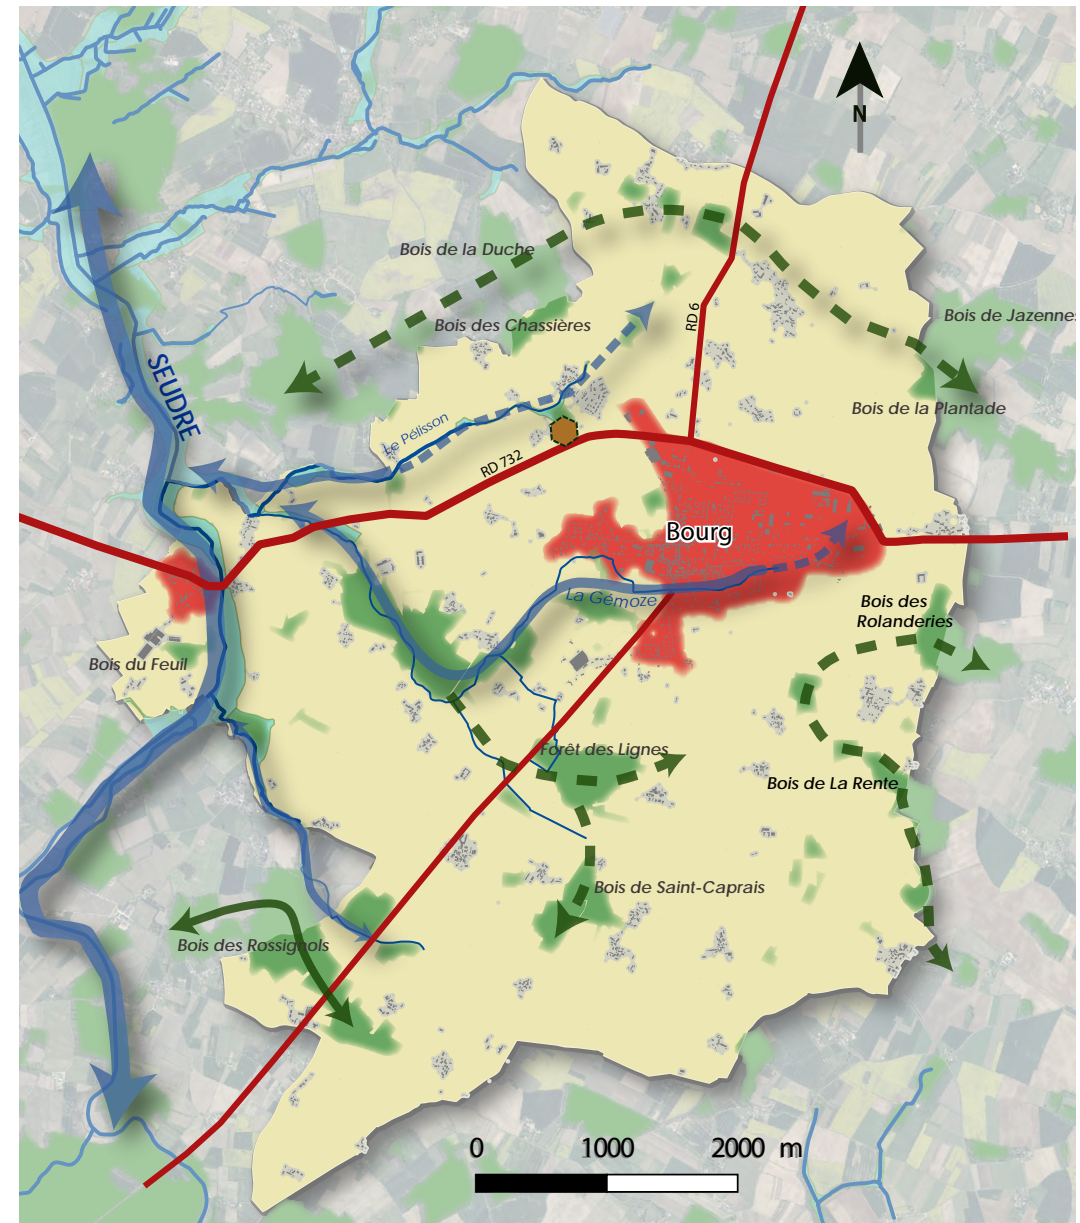 N
Bois de la Duche
Bois de Jazennes
Bois des Chassières
RD 6
SEUDRE
Bois de la Plantade
Le Pélisson
RD 732
Bourg
La Gémoze
Bois des
Rolanderies
Bois du Feuil
Forêt des Lignes
Bois de La Rente
Bois de Saint-Caprais
Bois des Rossignols
0 1000 2000 m